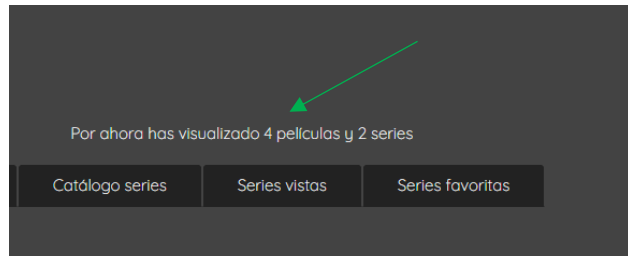 Por ahora has visualizado 4 películas y 2 series
Catálogo series Series vistas Series favoritas